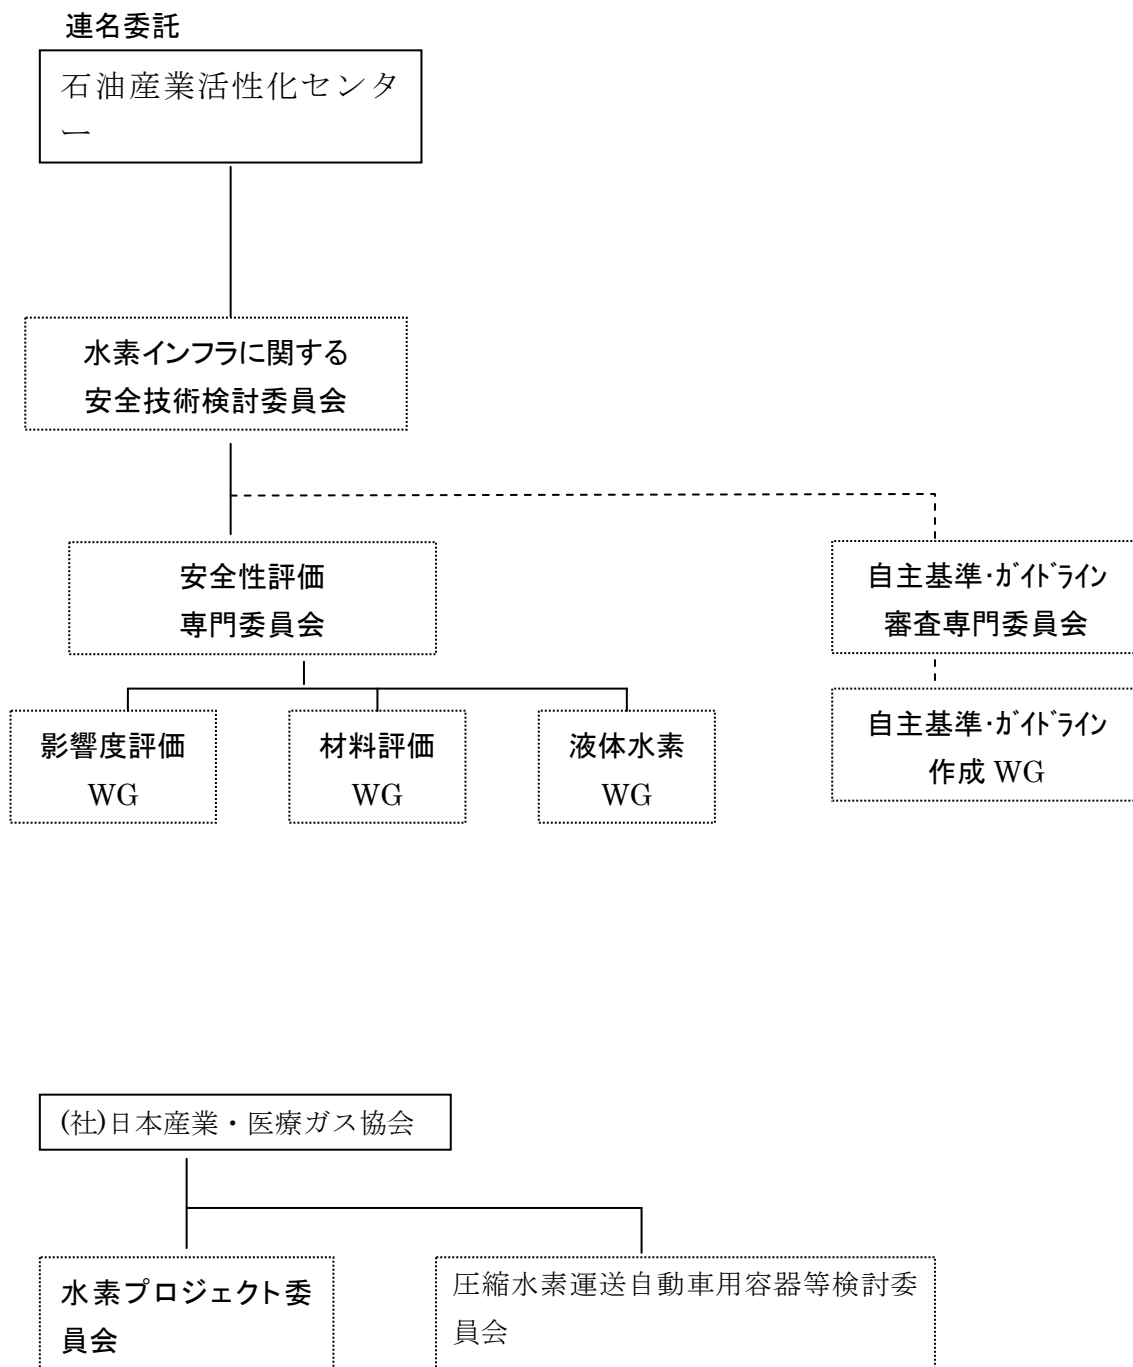 連名委託
石油産業活性化センタ
ー
水素インフラに関する
安全技術検討委員会
安全性評価
専門委員会
自主基準・ガイドライン
審査専門委員会
影響度評価
WG
材料評価
WG
液体水素
WG
自主基準・ガイドライン
作成 WG
(社)日本産業・医療ガス協会
水素プロジェクト委
員会
圧縮水素運送自動車用容器等検討委
員会